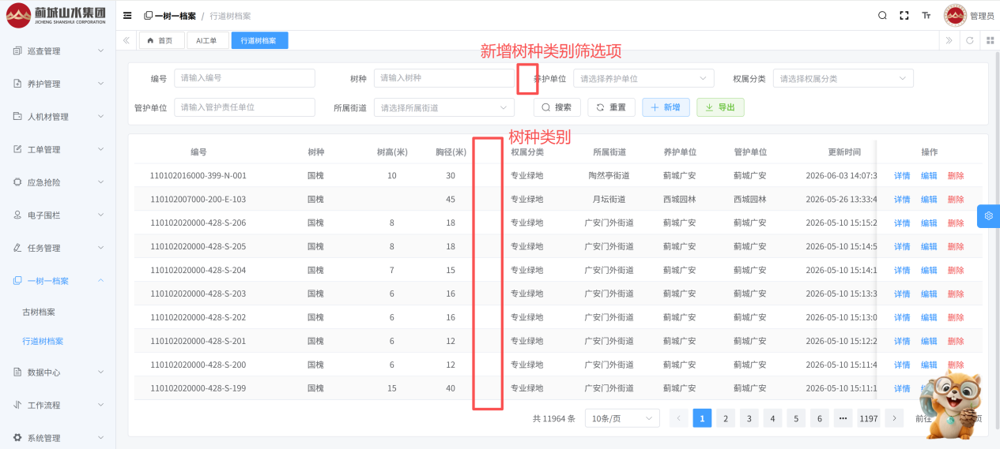 蓟城山水集团
JICHENG SHANSHUI CORPORATION
一树一档案 / 行道树档案
管理员
首页 AI工单 行道树档案
巡查管理
养护管理
人机材管理
工单管理
应急抢险
电子围栏
任务管理
一树一档案
古树档案
行道树档案
数据中心
工作流程
系统管理
新增树种类别筛选项
编号 请输入编号 树种 请输入树种 养护单位 请选择养护单位 权属分类 请选择权属分类
管护单位 请输入管护责任单位 所属街道 请选择所属街道 搜索 重置 新增 导出
树种类别
编号 树种 树高(米) 胸径(米) 权属分类 所属街道 养护单位 管护单位 更新时间 操作
110102016000-399-N-001 国槐 10 30 专业绿地 陶然亭街道 蓟城广安 蓟城广安 2026-06-03 14:07:3 详情 编辑 删除
110102007000-200-E-103 国槐 45 专业绿地 月坛街道 西城园林 西城园林 2026-05-26 13:33:4 详情 编辑 删除
110102020000-428-S-206 国槐 8 18 专业绿地 广安门外街道 蓟城广安 蓟城广安 2026-05-10 15:15:2 详情 编辑 删除
110102020000-428-S-205 国槐 8 18 专业绿地 广安门外街道 蓟城广安 蓟城广安 2026-05-10 15:14:5 详情 编辑 删除
110102020000-428-S-204 国槐 7 15 专业绿地 广安门外街道 蓟城广安 蓟城广安 2026-05-10 15:14:1 详情 编辑 删除
110102020000-428-S-203 国槐 6 16 专业绿地 广安门外街道 蓟城广安 蓟城广安 2026-05-10 15:13:3 详情 编辑 删除
110102020000-428-S-202 国槐 6 16 专业绿地 广安门外街道 蓟城广安 蓟城广安 2026-05-10 15:13:0 详情 编辑 删除
110102020000-428-S-201 国槐 6 12 专业绿地 广安门外街道 蓟城广安 蓟城广安 2026-05-10 15:12:2 详情 编辑 删除
110102020000-428-S-200 国槐 6 12 专业绿地 广安门外街道 蓟城广安 蓟城广安 2026-05-10 15:11:4 详情 编辑 删除
110102020000-428-S-199 国槐 15 40 专业绿地 广安门外街道 蓟城广安 蓟城广安 2026-05-10 15:11:1 详情
共 11964 条 10条/页 1 2 3 4 5 6 ••• 1197 前往 页